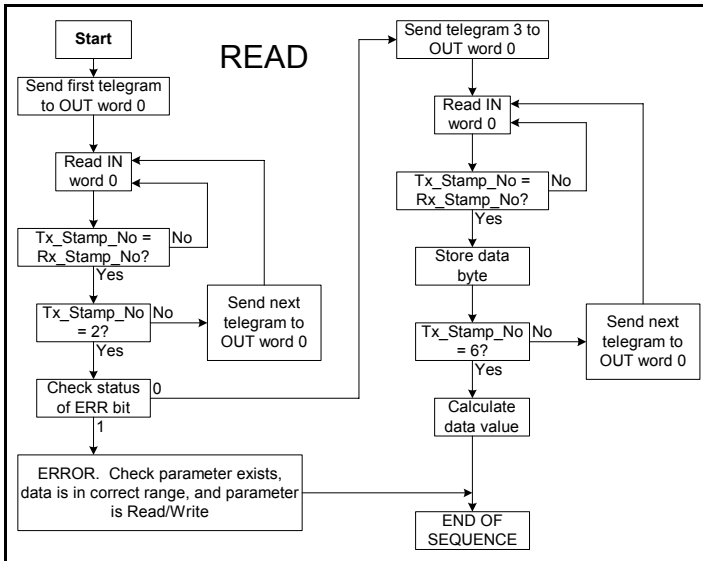 Start
READ
Send first telegram
to OUT word 0
Read IN
word 0
Tx_Stamp_No =
Rx_Stamp_No?
No
Yes
Tx_Stamp_No
= 2?
No
Yes
Send next
telegram to
OUT word 0
Check status
of ERR bit
0
1
ERROR. Check parameter exists,
data is in correct range, and parameter
is Read/Write
Send telegram 3 to
OUT word 0
Read IN
word 0
Tx_Stamp_No =
Rx_Stamp_No?
No
Yes
Store data
byte
Tx_Stamp_No
= 6?
No
Yes
Send next
telegram to
OUT word 0
Calculate
data value
END OF
SEQUENCE